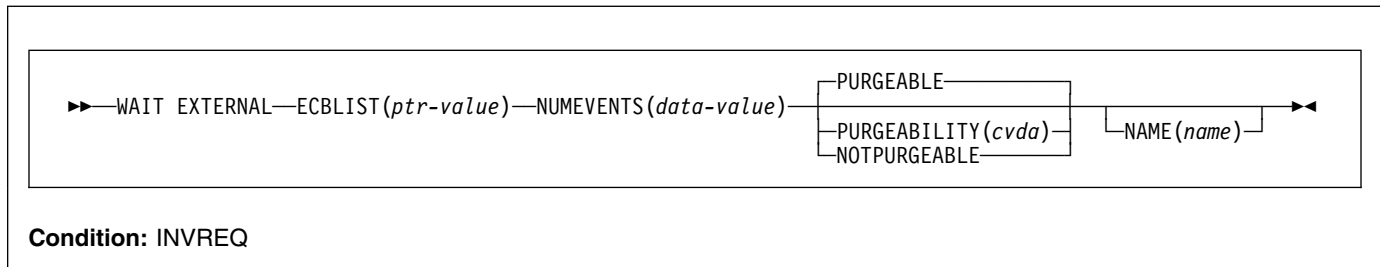 PURGEABLE
WAIT EXTERNAL ECBLIST(ptr-value) NUMEVENTS(data-value)
PURGEABILITY(cvda) NAME(name)
NOTPURGEABLE
Condition: INVREQ